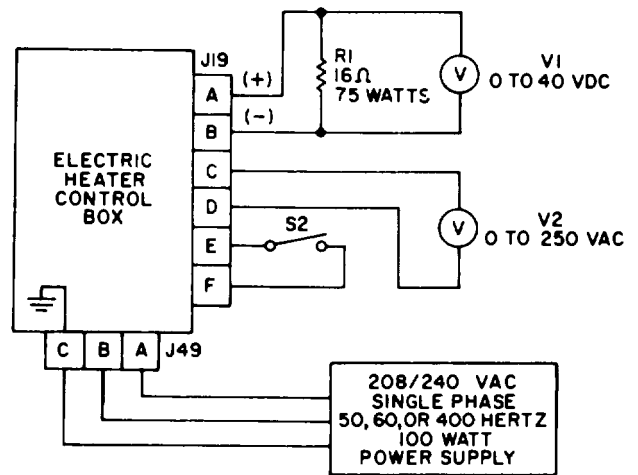 J19
A
B
C
D
E
F
(+)
(-)
R1
16Ω
75 WATTS
V
V1
0 TO 40 VDC
ELECTRIC
HEATER
CONTROL
BOX
S2
V
V2
0 TO 250 VAC
C B A J49
208/240 VAC
SINGLE PHASE
50, 60, OR 400 HERTZ
100 WATT
POWER SUPPLY